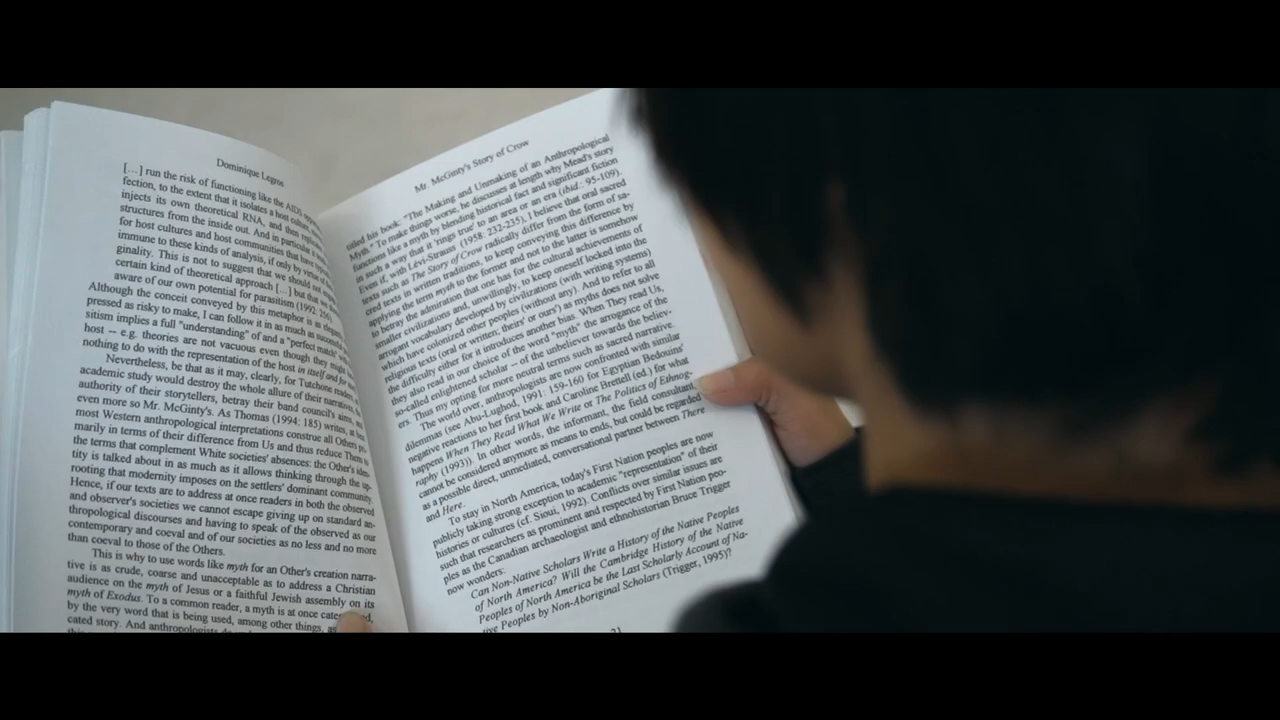 Dominique Legros
[...] run the risk of functioning like the AIDS
fection, to the extent that it isolates a host culture,
injects its own theoretical RNA, and then
structures from the inside out. And in particular
for host cultures and host communities that have
immune to these kinds of analysis, if only by virtue of
ginality. This is not to suggest that we should not
certain kind of theoretical approach [...] but that we
aware of our own potential for parasitism (1992: 256)
Although the conceit conveyed by this metaphor is as
pressed as risky to make, I can follow it in as much as successful
sitism implies a full "understanding" of and a "perfect match"
host -- e.g. theories are not vacuous even though they might
nothing to do with the representation of the host in itself and for
Nevertheless, be that as it may, clearly, for Tutchone readers,
academic study would destroy the whole allure of their narratives,
authority of their storytellers, betray their band council's aims,
even more so Mr. McGinty's. As Thomas (1994: 185) writes, at
most Western anthropological interpretations construe all Others
marily in terms of their difference from Us and thus reduce Them to
the terms that complement White societies' absences: the Other's iden-
tity is talked about in as much as it allows thinking through the up-
rooting that modernity imposes on the settlers' dominant community.
Hence, if our texts are to address at once readers in both the observed
and observer's societies we cannot escape giving up on standard an-
thropological discourses and having to speak of the observed as our
contemporary and coeval and of our societies as no less and no more
than coeval to those of the Others.
This is why to use words like myth for an Other's creation narra-
tive is as crude, coarse and unacceptable as to address a Christian
audience on the myth of Jesus or a faithful Jewish assembly on its
myth of Exodus. To a common reader, a myth is at once
by the very word that is being used, among other things, as
cated story. And anthropologists
Mr. McGinty's Story of Crow
titled his book: "The Making and Unmaking of an Anthropological
Myth." To make things worse, he discusses at length why Mead's story
functions like a myth by blending historical fact and significant fiction
in such a way that it 'rings true' to an area or an era (ibid.: 95-109).
Even if, with Lévi-Strauss (1958: 232-235), I believe that oral sacred
texts such as The Story of Crow radically differ from the form of sa-
cred texts in written traditions, to keep conveying this difference by
applying the term myth to the former and not to the latter is somehow
to betray the admiration that one has for the cultural achievements of
smaller civilizations and, unwillingly, to keep oneself locked into the
arrogant vocabulary developed by civilizations (with writing systems)
which have colonized other peoples (without any). And to refer to all
religious texts (oral or written; theirs' or ours') as myths does not solve
the difficulty either for it introduces another bias. When They read Us,
they also read in our choice of the word "myth" the arrogance of the
so-called enlightened scholar -- of the unbeliever towards the believ-
ers. Thus my opting for more neutral terms such as sacred narrative.
The world over, anthropologists are now confronted with similar
dilemmas (see Abu-Lughod, 1991: 159-160 for Egyptian Bedouins'
negative reactions to her first book and Caroline Brettell (ed.) for what
happens When They Read What We Write or The Politics of Ethnog-
raphy (1993)). In other words, the informant, the field consultant
cannot be considered anymore as means to ends, but could be regarded
as a possible direct, unmediated, conversational partner between There
and Here.
To stay in North America, today's First Nation peoples are now
publicly taking strong exception to academic "representation" of their
histories or cultures (cf. Sioui, 1992). Conflicts over similar issues are
such that researchers as prominent and respected by First Nation peo-
ples as the Canadian archaeologist and ethnohistorian Bruce Trigger
now wonders:
Can Non-Native Scholars Write a History of the Native Peoples
of North America? Will the Cambridge History of the Native
Peoples of North America be the Last Scholarly Account of Na-
tive Peoples by Non-Aboriginal Scholars (Trigger, 1995)?
21